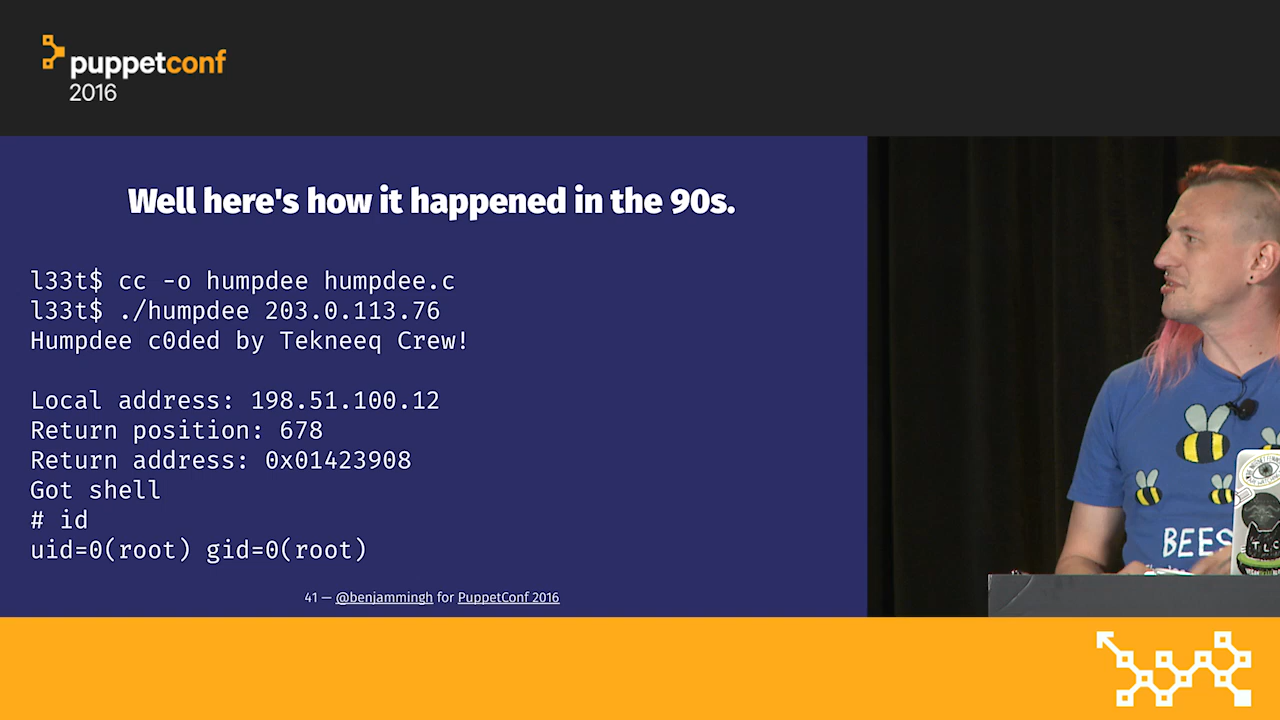 puppetconf
2016
Well here's how it happened in the 90s.
l33t$ cc -o humpdee humpdee.c
l33t$ ./humpdee 203.0.113.76
Humpdee c0ded by Tekneeq Crew!
Local address: 198.51.100.12
Return position: 678
Return address: 0x01423908
Got shell
# id
uid=0(root) gid=0(root)
41 — @benjammingh for PuppetConf 2016
BEES
TLC